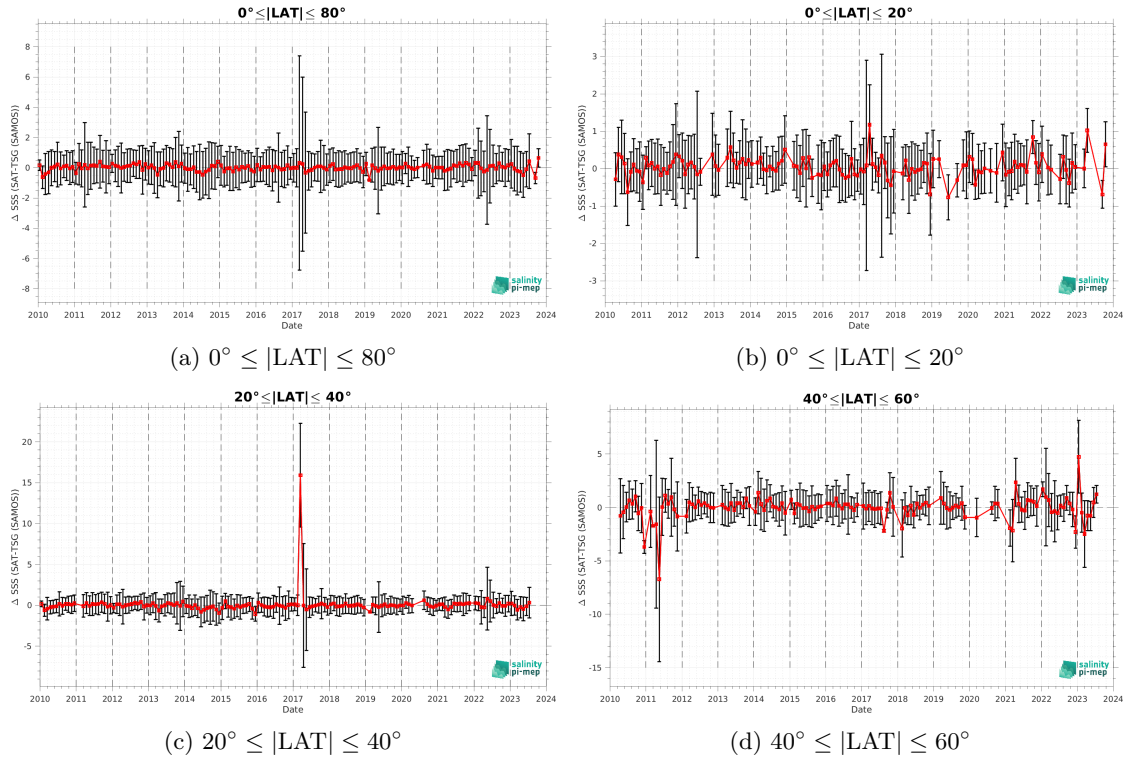 0°≤|LAT|≤ 80°
Δ SSS (SAT-TSG (SAMOS))
8
6
4
2
0
-2
-4
-6
-8
2010 2011 2012 2013 2014 2015 2016 2017 2018 2019 2020 2021 2022 2023 2024
Date
salinity
pi-mep
(a) 0° ≤ |LAT| ≤ 80°
0°≤|LAT|≤ 20°
Δ SSS (SAT-TSG (SAMOS))
3
2
1
0
-1
-2
-3
2010 2011 2012 2013 2014 2015 2016 2017 2018 2019 2020 2021 2022 2023 2024
Date
salinity
pi-mep
(b) 0° ≤ |LAT| ≤ 20°
20°≤|LAT|≤ 40°
Δ SSS (SAT-TSG (SAMOS))
20
15
10
5
0
-5
2010 2011 2012 2013 2014 2015 2016 2017 2018 2019 2020 2021 2022 2023 2024
Date
salinity
pi-mep
(c) 20° ≤ |LAT| ≤ 40°
40°≤|LAT|≤ 60°
Δ SSS (SAT-TSG (SAMOS))
5
0
-5
-10
-15
2010 2011 2012 2013 2014 2015 2016 2017 2018 2019 2020 2021 2022 2023 2024
Date
salinity
pi-mep
(d) 40° ≤ |LAT| ≤ 60°